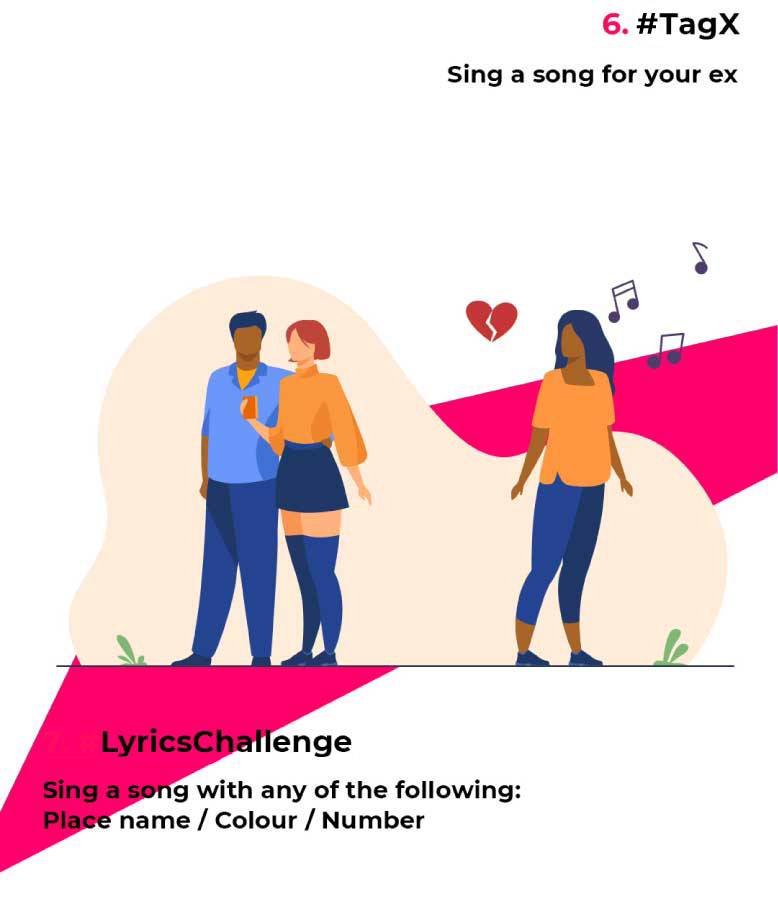 6. #TagX
Sing a song for your ex
7. #LyricsChallenge
Sing a song with any of the following:
Place name / Colour / Number